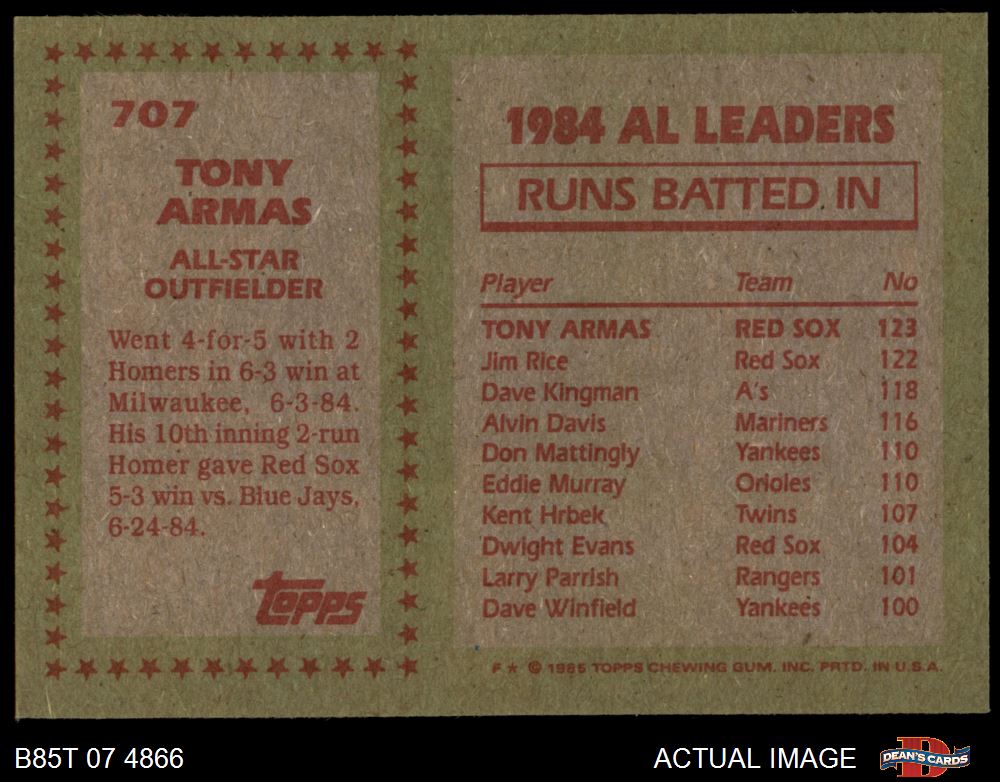 707
TONY
ARMAS
ALL-STAR
OUTFIELDER
Went 4-for-5 with 2
Homers in 6-3 win at
Milwaukee, 6-3-84.
His 10th inning 2-run
Homer gave Red Sox
5-3 win vs. Blue Jays,
6-24-84.
topps
1984 AL LEADERS
RUNS BATTED IN
Player Team No
TONY ARMAS RED SOX 123
Jim Rice Red Sox 122
Dave Kingman A's 118
Alvin Davis Mariners 116
Don Mattingly Yankees 110
Eddie Murray Orioles 110
Kent Hrbek Twins 107
Dwight Evans Red Sox 104
Larry Parrish Rangers 101
Dave Winfield Yankees 100
F ★ © 1985 TOPPS CHEWING GUM, INC. PRTD. IN U.S.A.
B85T 07 4866
ACTUAL IMAGE
D
DEAN'S CARDS